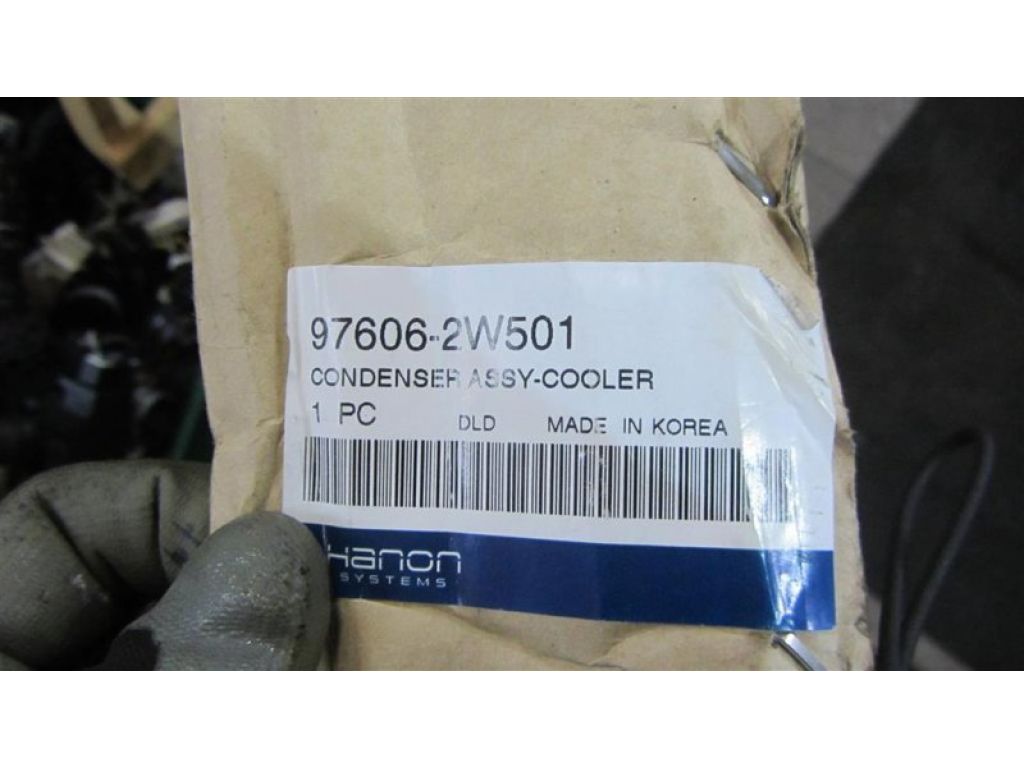 97606-2W501
CONDENSER ASSY-COOLER
1 PC DLD MADE IN KOREA
Hanon
SYSTEMS